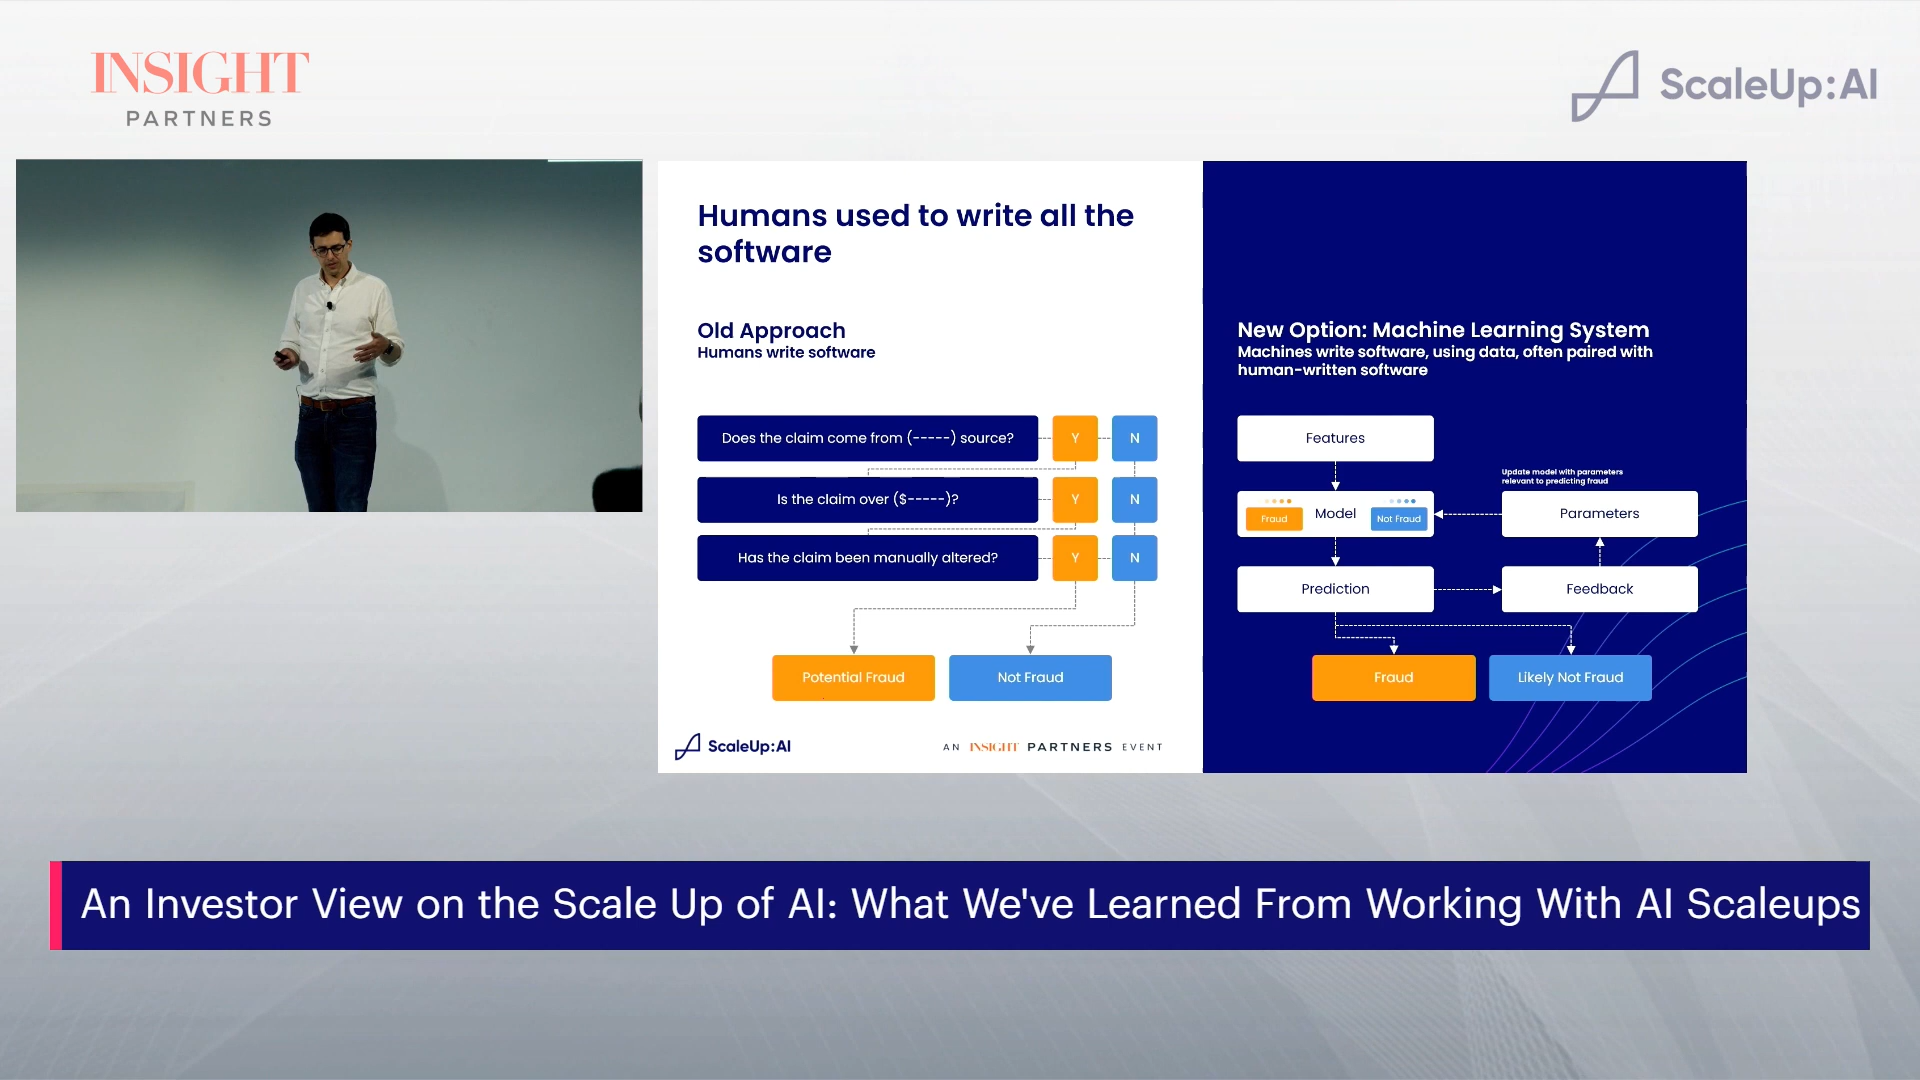 INSIGHT
PARTNERS
ScaleUp:AI
Humans used to write all the
software
Old Approach
Humans write software
Does the claim come from (-----) source?
Y
N
Is the claim over ($-----)?
Y
N
Has the claim been manually altered?
Y
N
Potential Fraud
Not Fraud
ScaleUp:AI
AN INSIGHT PARTNERS EVENT
New Option: Machine Learning System
Machines write software, using data, often paired with
human-written software
Features
Update model with parameters
relevant to predicting fraud
Fraud
Model
Not Fraud
Parameters
Prediction
Feedback
Fraud
Likely Not Fraud
An Investor View on the Scale Up of AI: What We've Learned From Working With AI Scaleups